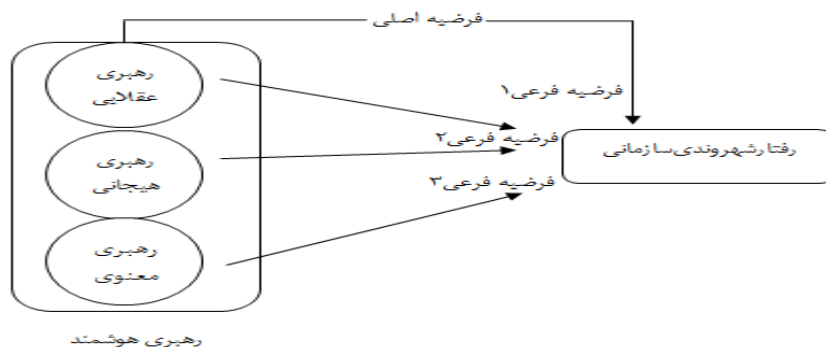 فرضیه اصلی
رهبری
عقلایی
فرضیه فرعی۱
فرضیه فرعی۲
رفتارشهروندی‌سازمانی
رهبری
هیجانی
فرضیه فرعی۳
رهبری
معنوی
رهبری هوشمند